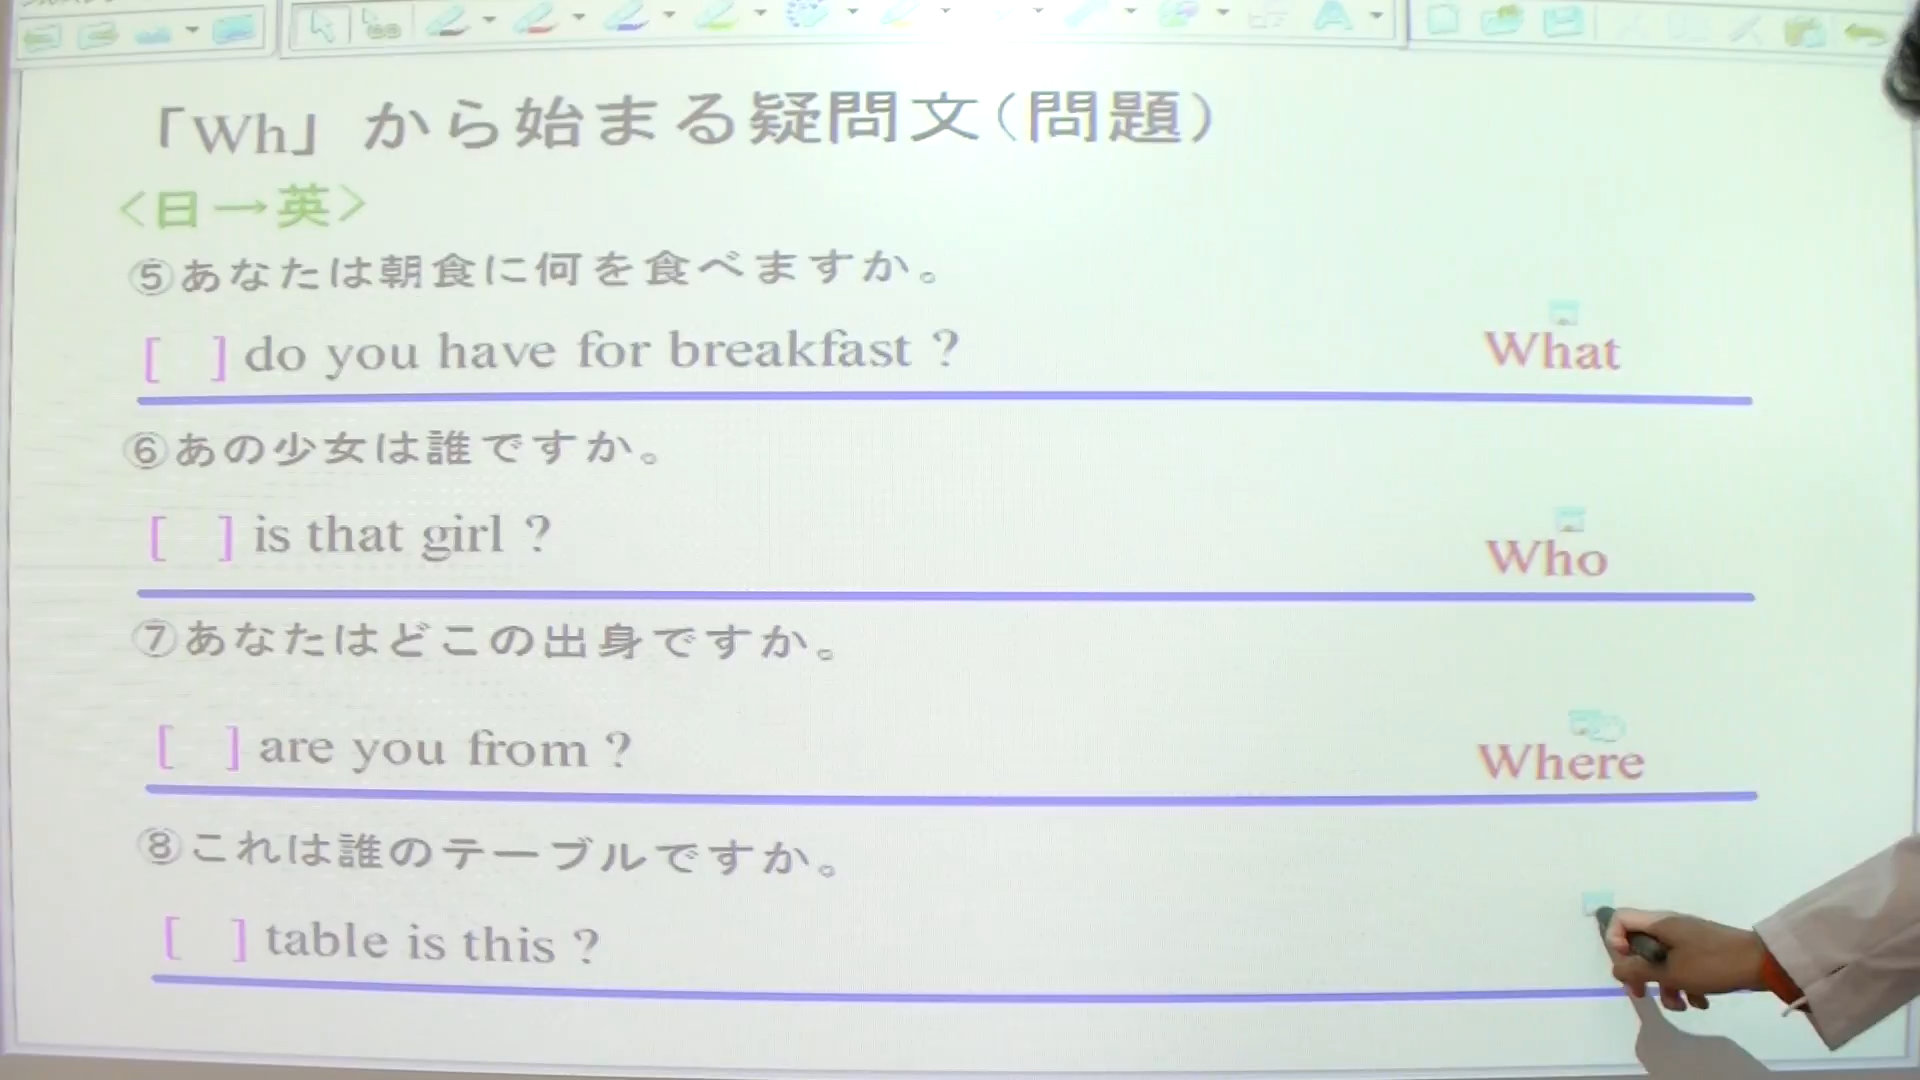 「Wh」から始まる疑問文(問題)
<日→英>
⑤あなたは朝食に何を食べますか。
[ ] do you have for breakfast ?
What
⑥あの少女は誰ですか。
[ ] is that girl ?
Who
⑦あなたはどこの出身ですか。
[ ] are you from ?
Where
⑧これは誰のテーブルですか。
[ ] table is this ?